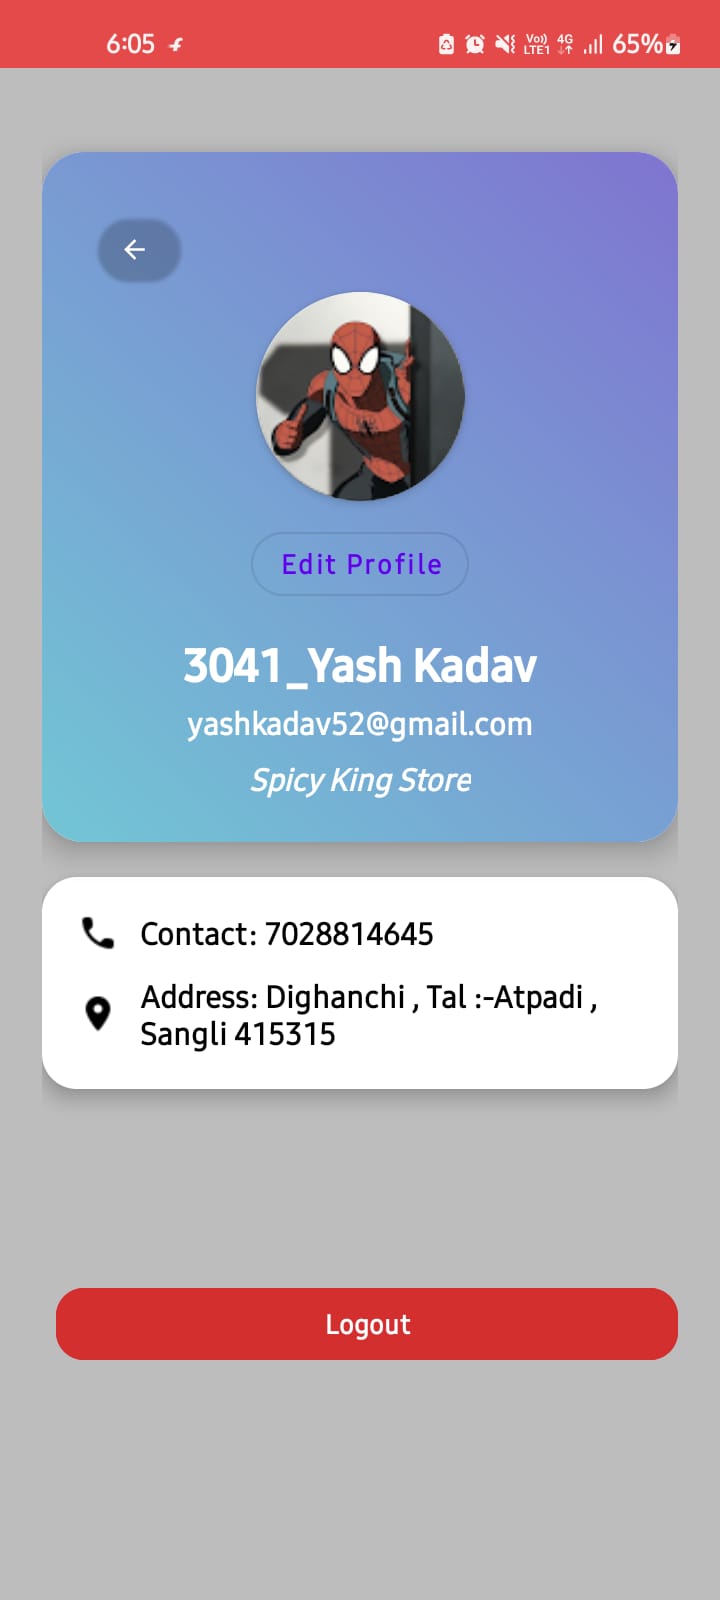 6:05
Vo)) LTE1 4G 65%
Edit Profile
3041_Yash Kadav
yashkadav52@gmail.com
Spicy King Store
Contact: 7028814645
Address: Dighanchi , Tal :-Atpadi ,
Sangli 415315
Logout